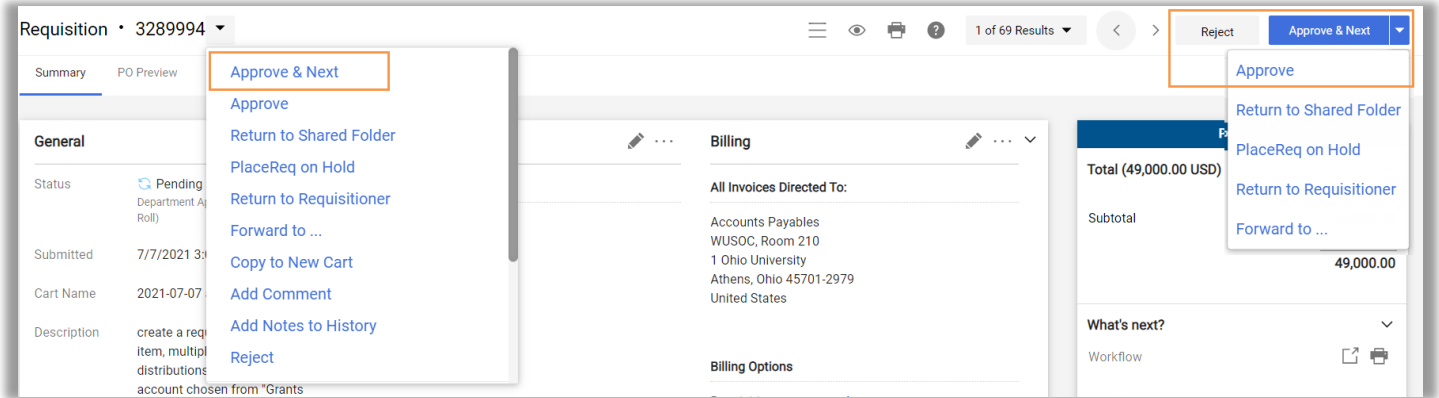 Requisition • 3289994
1 of 69 Results
Reject
Approve & Next
Summary
PO Preview
Approve & Next
Approve
Return to Shared Folder
PlaceReq on Hold
Return to Requisitioner
Forward to ...
Copy to New Cart
Add Comment
Add Notes to History
Reject
Approve
Return to Shared Folder
PlaceReq on Hold
Return to Requisitioner
Forward to ...
General
Status
Pending
Department
Roll)
Submitted
7/7/2021
Cart Name
2021-07-07
Description
create a
item,
distributions
account chosen from "Grants
Billing
All Invoices Directed To:
Accounts Payables
WUSOC, Room 210
1 Ohio University
Athens, Ohio 45701-2979
United States
Billing Options
Total (49,000.00 USD)
Subtotal
49,000.00
What's next?
Workflow